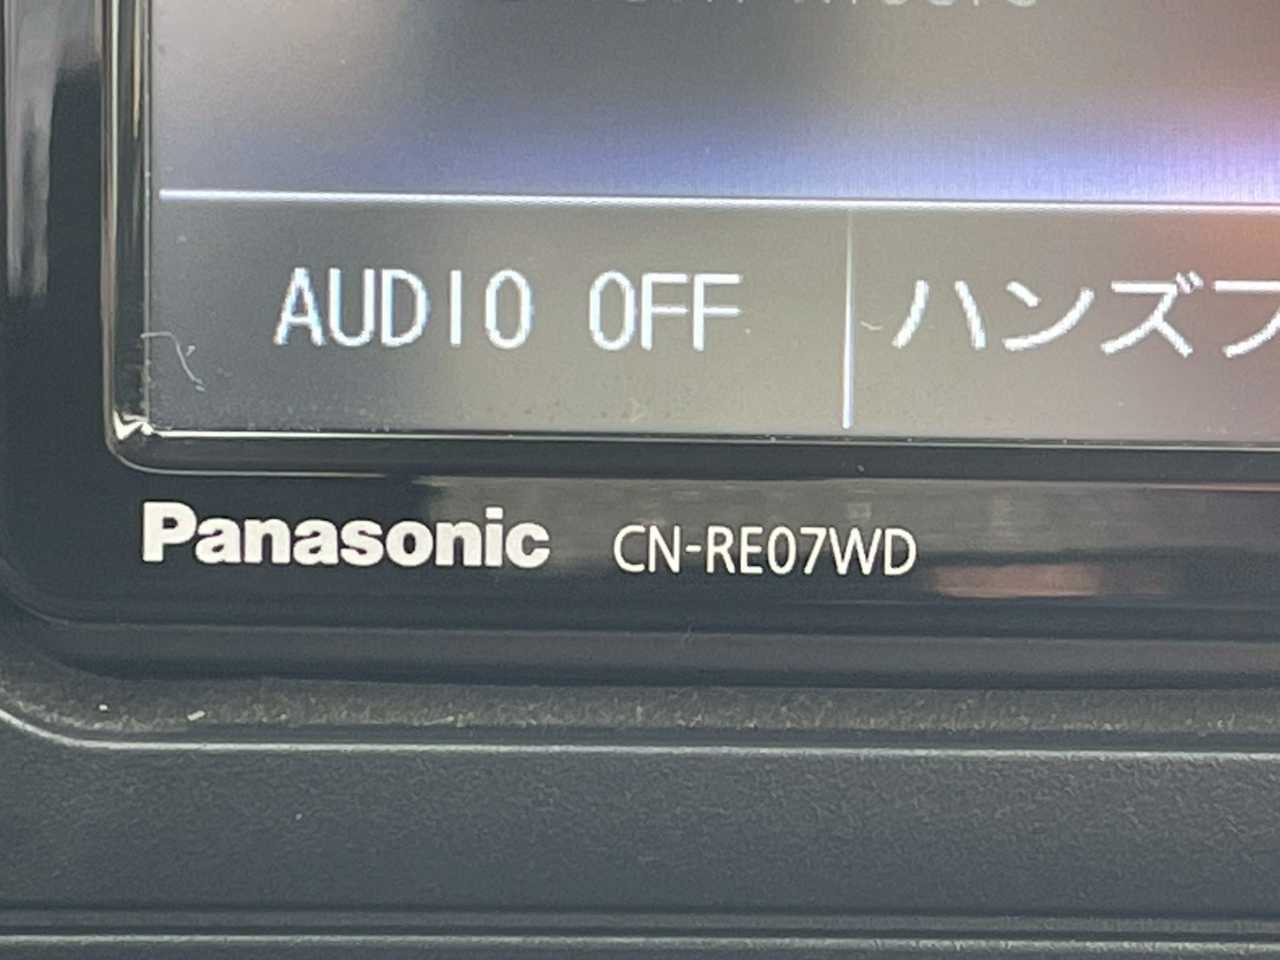 AUDIO OFF ハンズフ
Panasonic CN-RE07WD